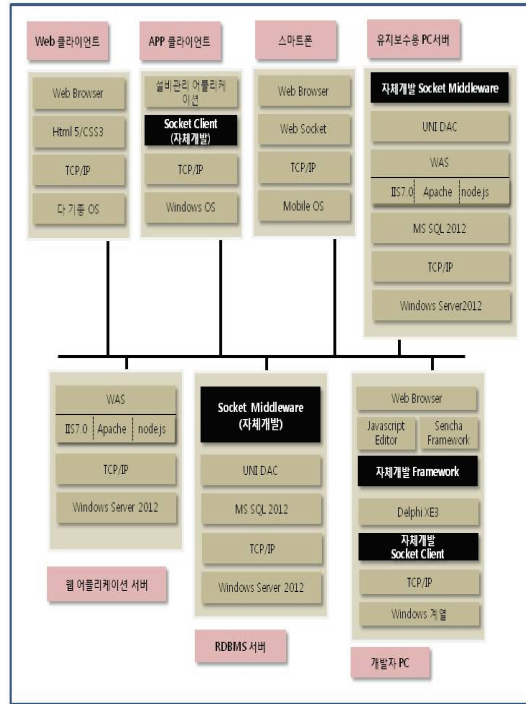 Web 클라이언트
Web Browser
Html 5/CSS3
TCP/IP
다 기종 OS
APP 클라이언트
설비관리 어플리케
이션
Socket Client
(자체개발)
TCP/IP
Windows OS
스마트폰
Web Browser
Web Socket
TCP/IP
Mobile OS
유지보수용 PC서버
자체개발 Socket Middleware
UNI DAC
WAS
IIS7.0 Apache node.js
MS SQL 2012
TCP/IP
Windows Server2012
WAS
IIS7.0 Apache node.js
TCP/IP
Windows Server 2012
웹 어플리케이션 서버
Socket Middleware
(자체개발)
UNI DAC
MS SQL 2012
TCP/IP
Windows Server 2012
RDBMS 서버
Web Browser
Javascript
Editor
Sencha
Framework
자체개발 Framework
Delphi XE3
자체개발
Socket Client
TCP/IP
Windows 계열
개발자 PC